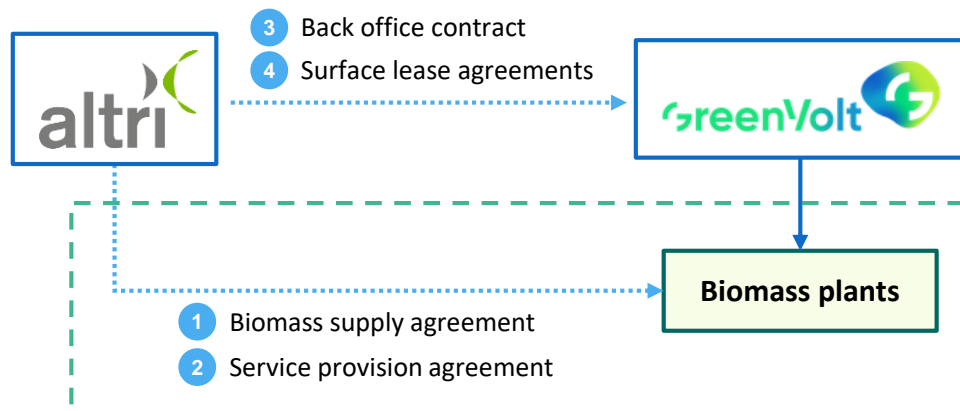 3 Back office contract
4 Surface lease agreements
altri
GreenVolt
Biomass plants
1 Biomass supply agreement
2 Service provision agreement